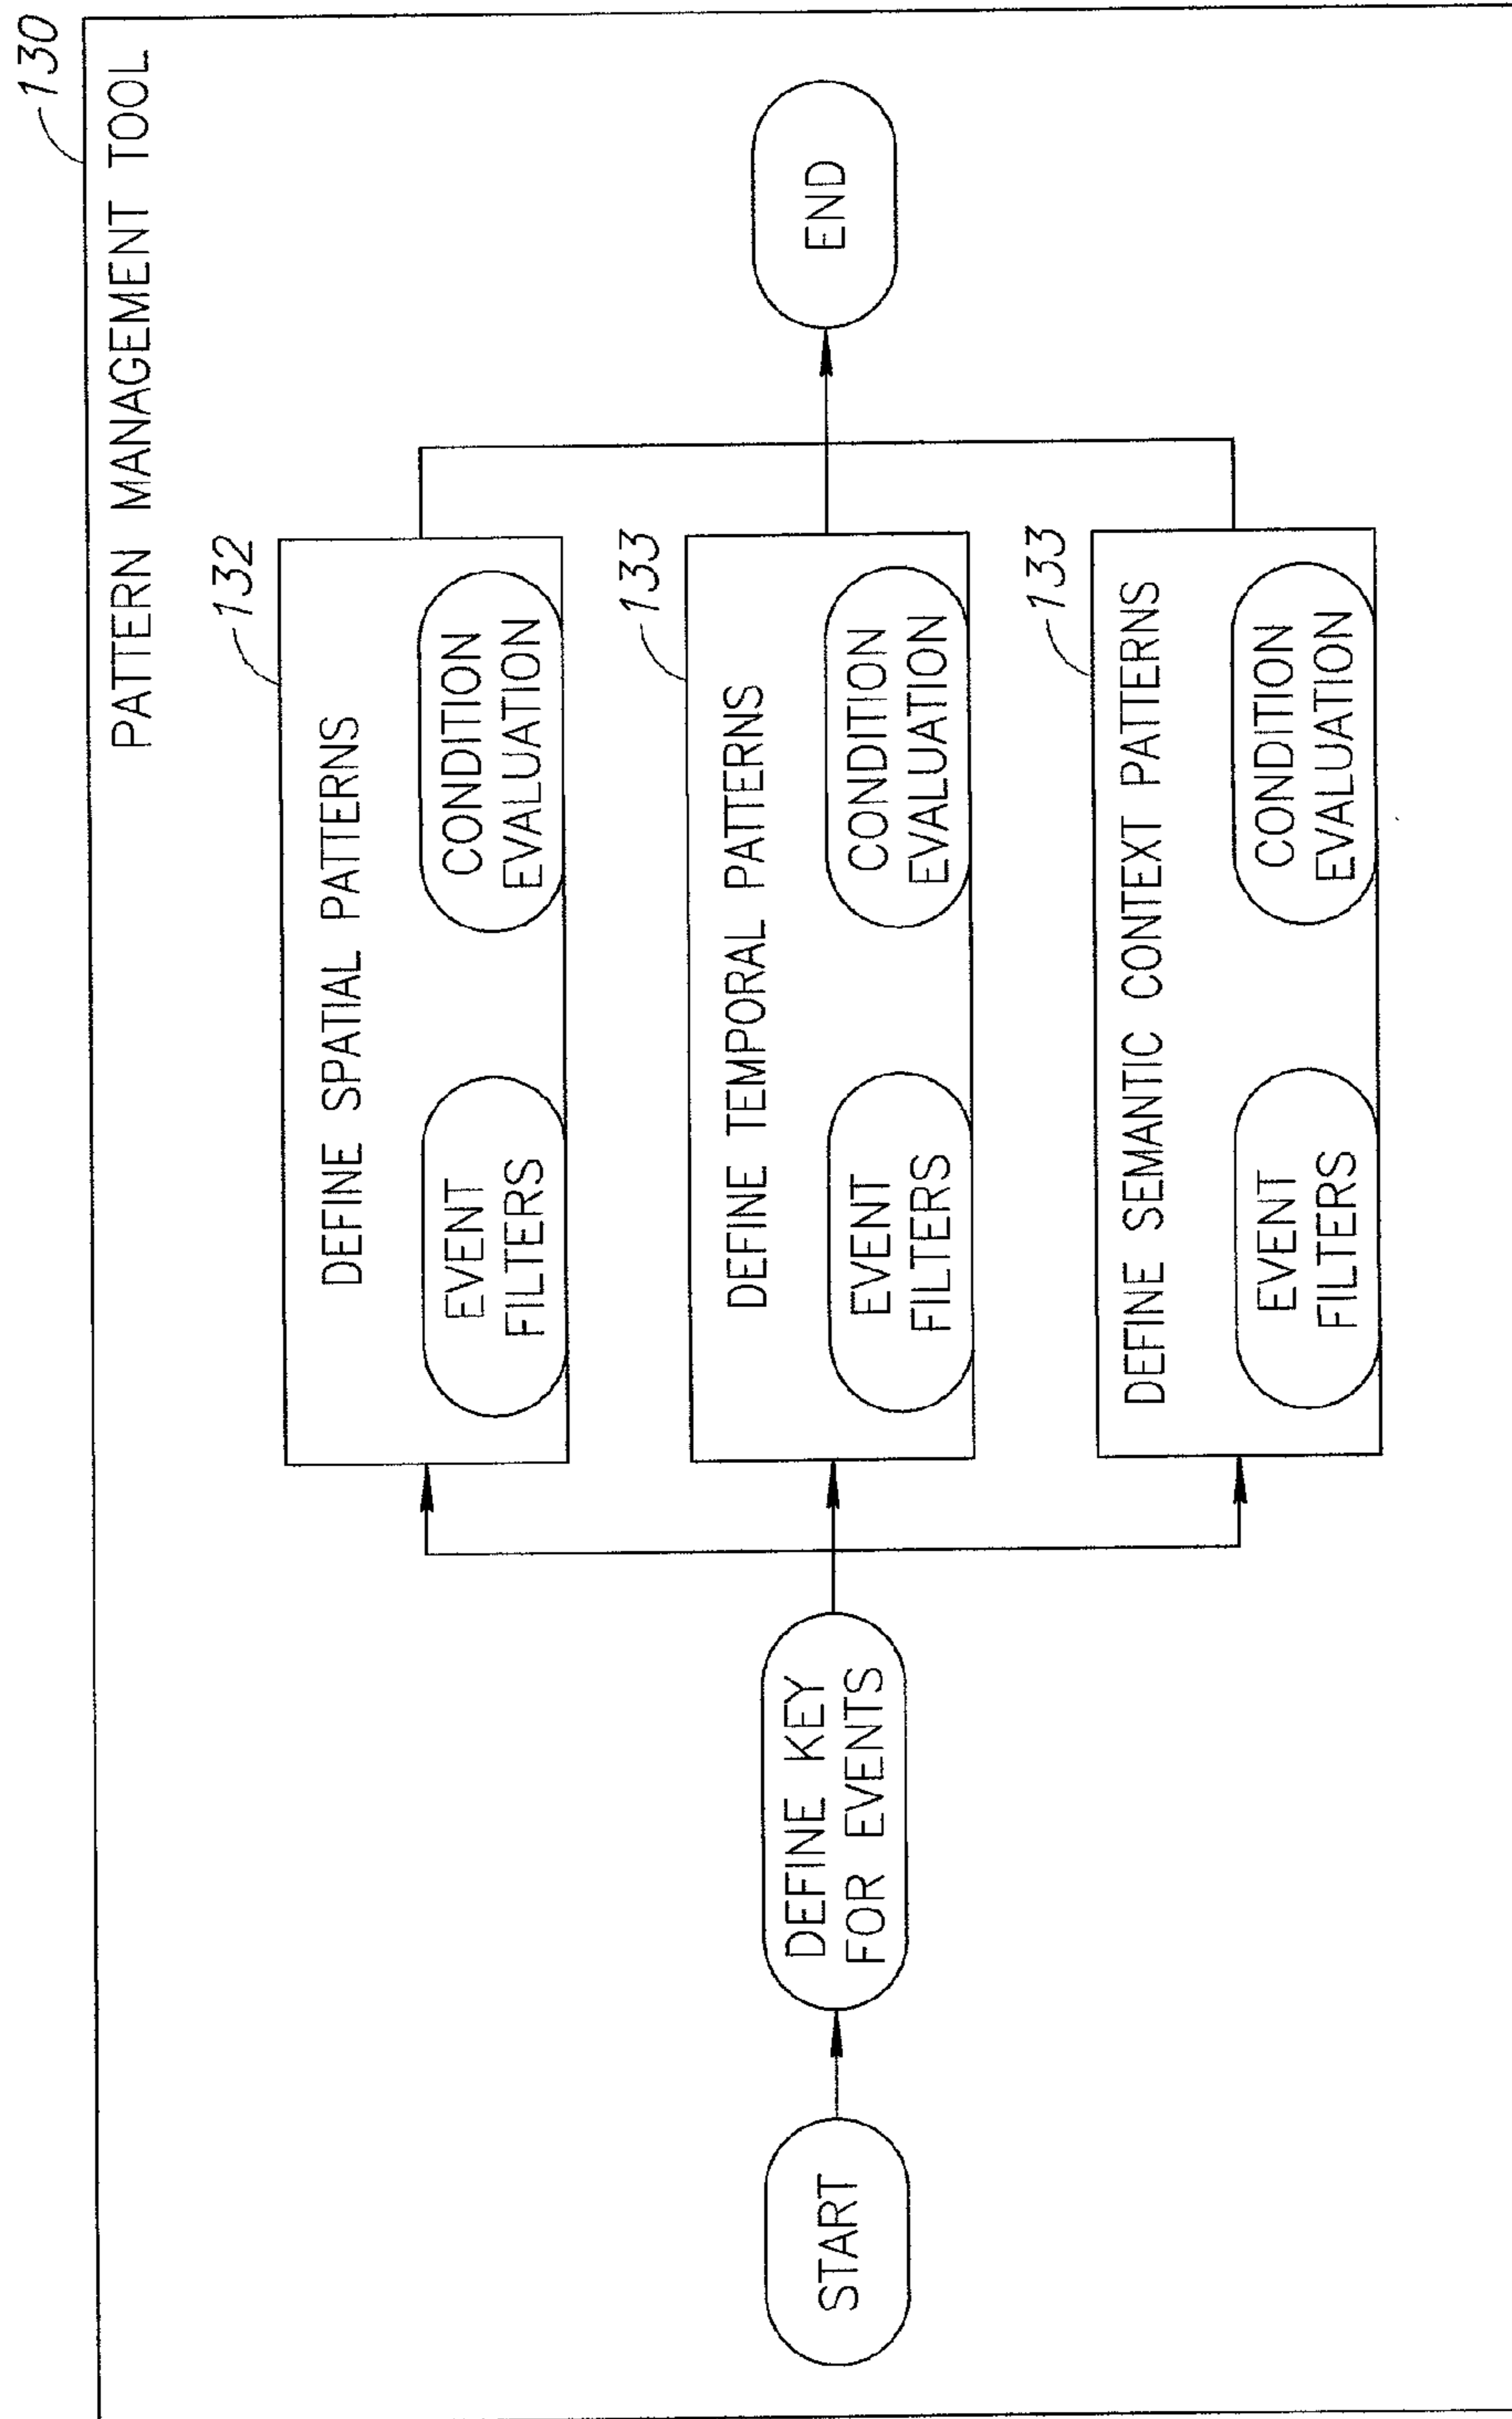 130
PATTERN MANAGEMENT TOOL
132
DEFINE SPATIAL PATTERNS
EVENT
FILTERS
CONDITION
EVALUATION
START
DEFINE KEY
FOR EVENTS
133
DEFINE TEMPORAL PATTERNS
EVENT
FILTERS
CONDITION
EVALUATION
END
133
DEFINE SEMANTIC CONTEXT PATTERNS
EVENT
FILTERS
CONDITION
EVALUATION